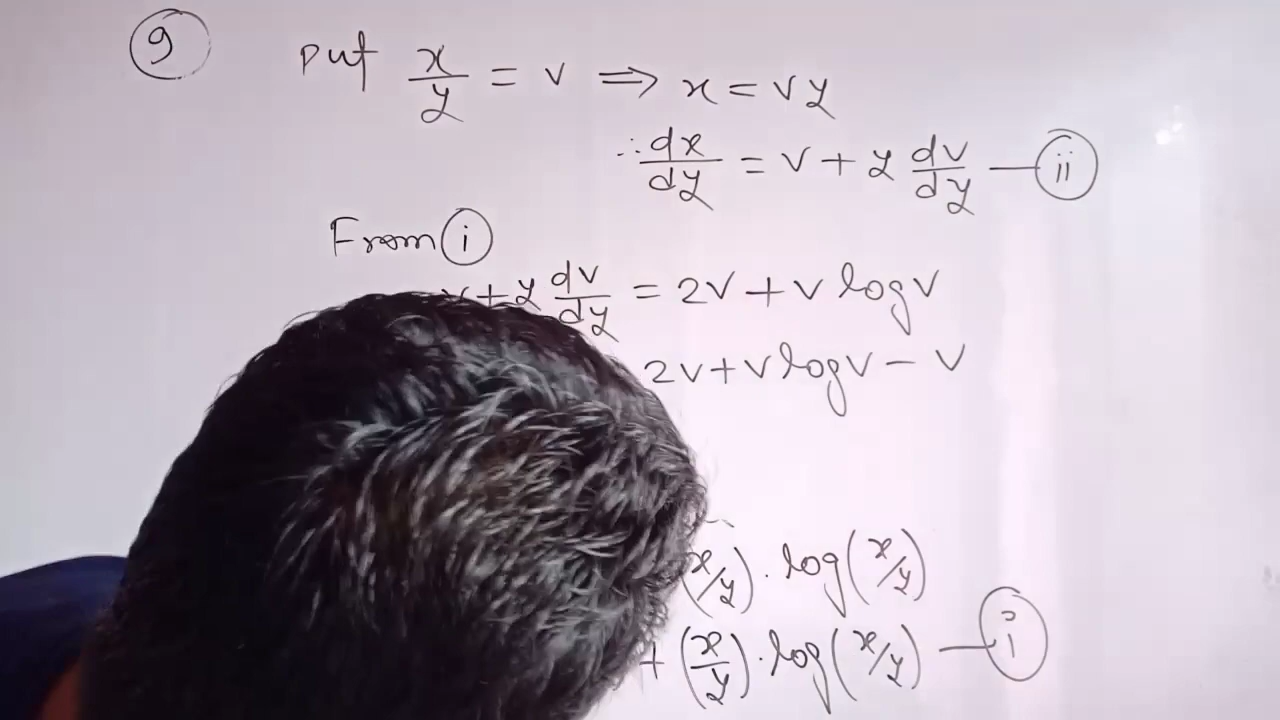 9 put x/y = v ⇒ x = vy
∴ dx/dy = v + y dv/dy — ii
From i
v + y dv/dy = 2v + v log v
2v + v log v - v
(x/y) . log(x/y)
+ (x/y) . log(x/y) — i